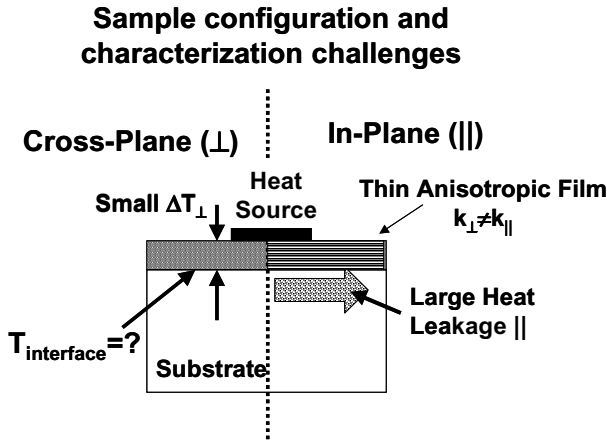 Sample configuration and
characterization challenges
Cross-Plane (⊥)
In-Plane (||)
Small ΔT⊥
Heat
Source
Thin Anisotropic Film
k⊥≠k||
Large Heat
Leakage ||
Tinterface=?
Substrate